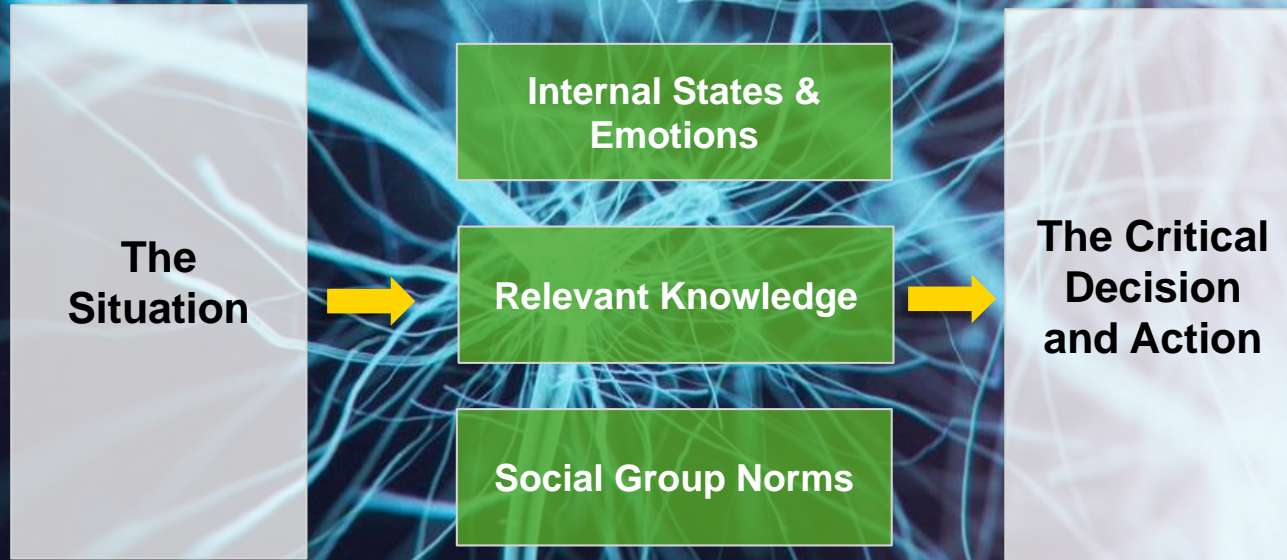 The
Situation
Internal States &
Emotions
Relevant Knowledge
Social Group Norms
The Critical
Decision
and Action